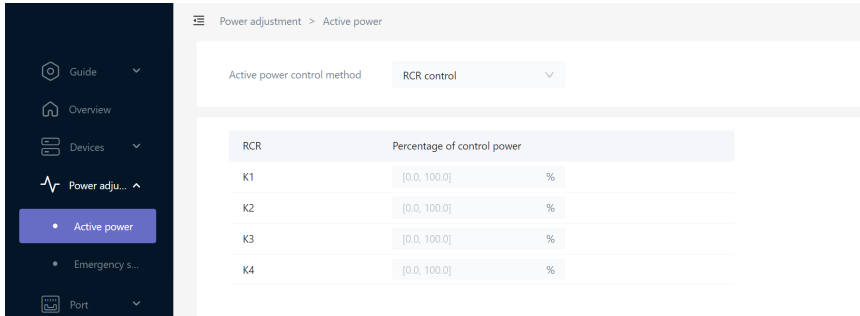 Power adjustment > Active power
Guide
Overview
Devices
Power adju...
Active power
Emergency s...
Port
Active power control method RCR control
RCR Percentage of control power
K1 [0.0, 100.0] %
K2 [0.0, 100.0] %
K3 [0.0, 100.0] %
K4 [0.0, 100.0] %